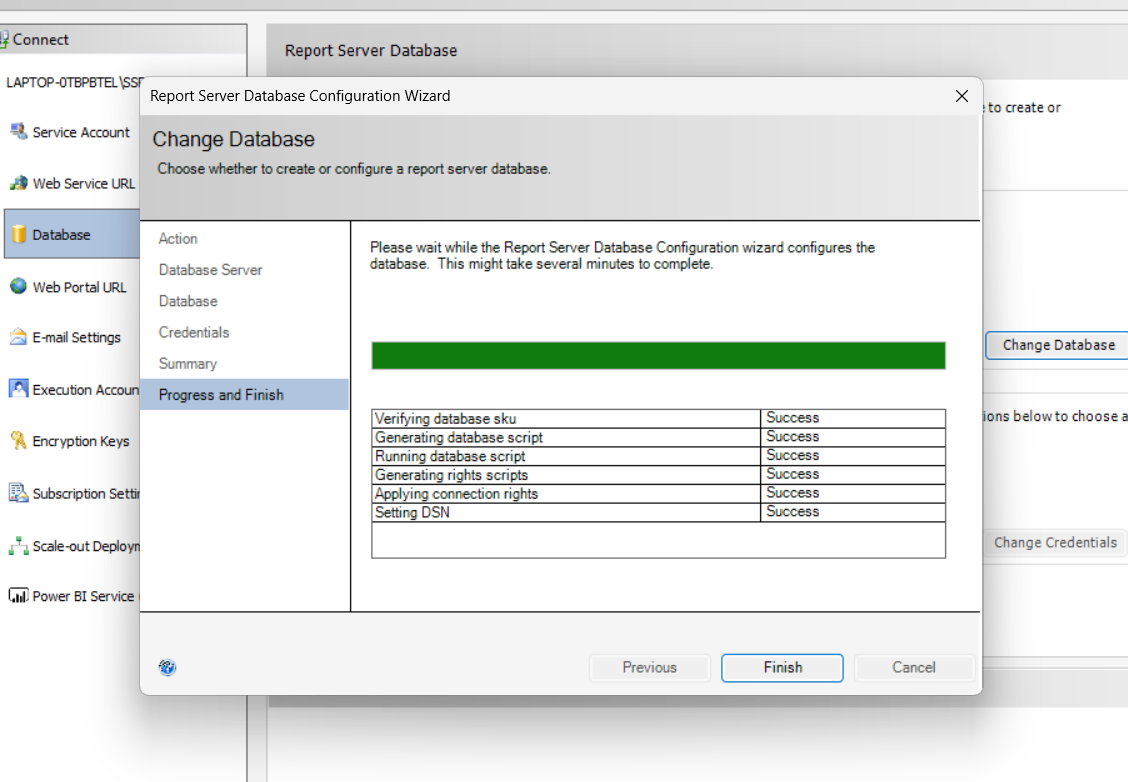 Connect
Report Server Database
LAPTOP-0TBPBTEL\SS
Report Server Database Configuration Wizard
to create or
Change Database
Choose whether to create or configure a report server database.
Service Account
Web Service URL
Database
Web Portal URL
E-mail Settings
Execution Accoun
Encryption Keys
Subscription Settin
Scale-out Deploym
Power BI Service
Action
Database Server
Database
Credentials
Summary
Progress and Finish
Please wait while the Report Server Database Configuration wizard configures the
database. This might take several minutes to complete.
Verifying database sku Success
Generating database script Success
Running database script Success
Generating rights scripts Success
Applying connection rights Success
Setting DSN Success
Change Database
ions below to choose a
Change Credentials
Previous
Finish
Cancel